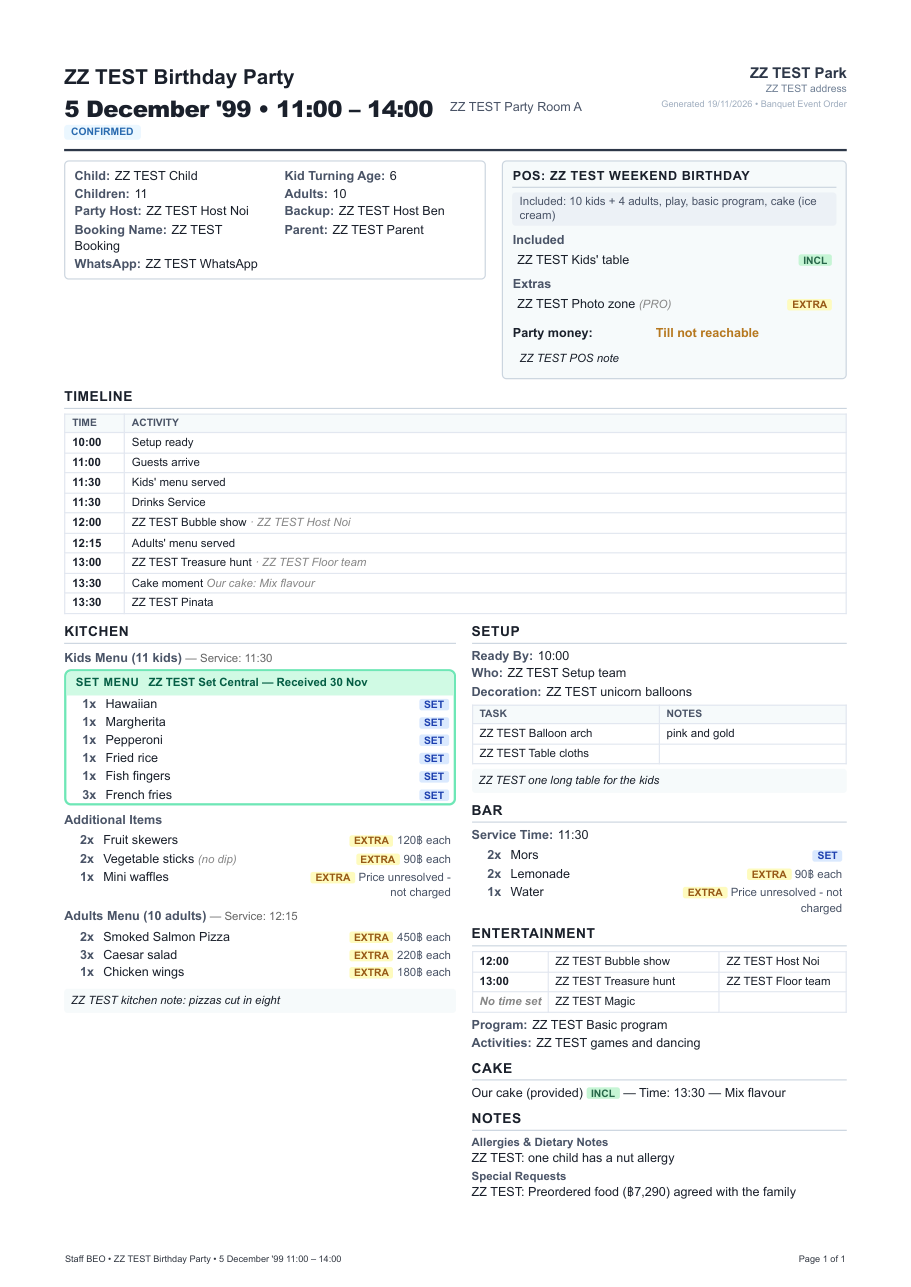 ZZ TEST Birthday Party
5 December '99 • 11:00 – 14:00 ZZ TEST Party Room A
CONFIRMED
ZZ TEST Park
ZZ TEST address
Generated 19/11/2026 • Banquet Event Order
Child: ZZ TEST Child Kid Turning Age: 6
Children: 11 Adults: 10
Party Host: ZZ TEST Host Noi Backup: ZZ TEST Host Ben
Booking Name: ZZ TEST Parent: ZZ TEST Parent
Booking
WhatsApp: ZZ TEST WhatsApp
POS: ZZ TEST WEEKEND BIRTHDAY
Included: 10 kids + 4 adults, play, basic program, cake (ice
cream)
Included
ZZ TEST Kids' table INCL
Extras
ZZ TEST Photo zone (PRO) EXTRA
Party money: Till not reachable
ZZ TEST POS note
TIMELINE
TIME ACTIVITY
10:00 Setup ready
11:00 Guests arrive
11:30 Kids' menu served
11:30 Drinks Service
12:00 ZZ TEST Bubble show · ZZ TEST Host Noi
12:15 Adults' menu served
13:00 ZZ TEST Treasure hunt · ZZ TEST Floor team
13:30 Cake moment Our cake: Mix flavour
13:30 ZZ TEST Pinata
KITCHEN
Kids Menu (11 kids) — Service: 11:30
SET MENU ZZ TEST Set Central — Received 30 Nov
1x Hawaiian SET
1x Margherita SET
1x Pepperoni SET
1x Fried rice SET
1x Fish fingers SET
3x French fries SET
Additional Items
2x Fruit skewers EXTRA 120฿ each
2x Vegetable sticks (no dip) EXTRA 90฿ each
1x Mini waffles EXTRA Price unresolved -
not charged
Adults Menu (10 adults) — Service: 12:15
2x Smoked Salmon Pizza EXTRA 450฿ each
3x Caesar salad EXTRA 220฿ each
1x Chicken wings EXTRA 180฿ each
ZZ TEST kitchen note: pizzas cut in eight
SETUP
Ready By: 10:00
Who: ZZ TEST Setup team
Decoration: ZZ TEST unicorn balloons
TASK NOTES
ZZ TEST Balloon arch pink and gold
ZZ TEST Table cloths
ZZ TEST one long table for the kids
BAR
Service Time: 11:30
2x Mors SET
2x Lemonade EXTRA 90฿ each
1x Water EXTRA Price unresolved - not
charged
ENTERTAINMENT
12:00 ZZ TEST Bubble show ZZ TEST Host Noi
13:00 ZZ TEST Treasure hunt ZZ TEST Floor team
No time set ZZ TEST Magic
Program: ZZ TEST Basic program
Activities: ZZ TEST games and dancing
CAKE
Our cake (provided) INCL — Time: 13:30 — Mix flavour
NOTES
Allergies & Dietary Notes
ZZ TEST: one child has a nut allergy
Special Requests
ZZ TEST: Preordered food (฿7,290) agreed with the family
Staff BEO • ZZ TEST Birthday Party • 5 December '99 11:00 – 14:00 Page 1 of 1